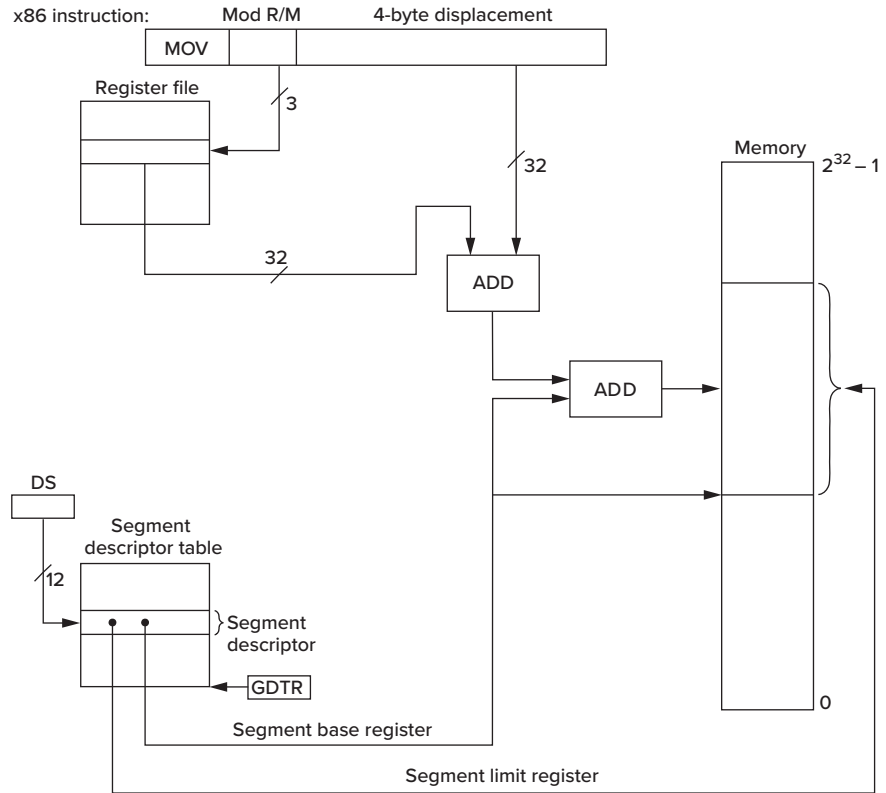 x86 instruction:
Mod R/M
4-byte displacement
MOV
Register file
3
32
Memory
2³² – 1
32
ADD
ADD
DS
Segment
descriptor table
12
Segment
descriptor
GDTR
0
Segment base register
Segment limit register